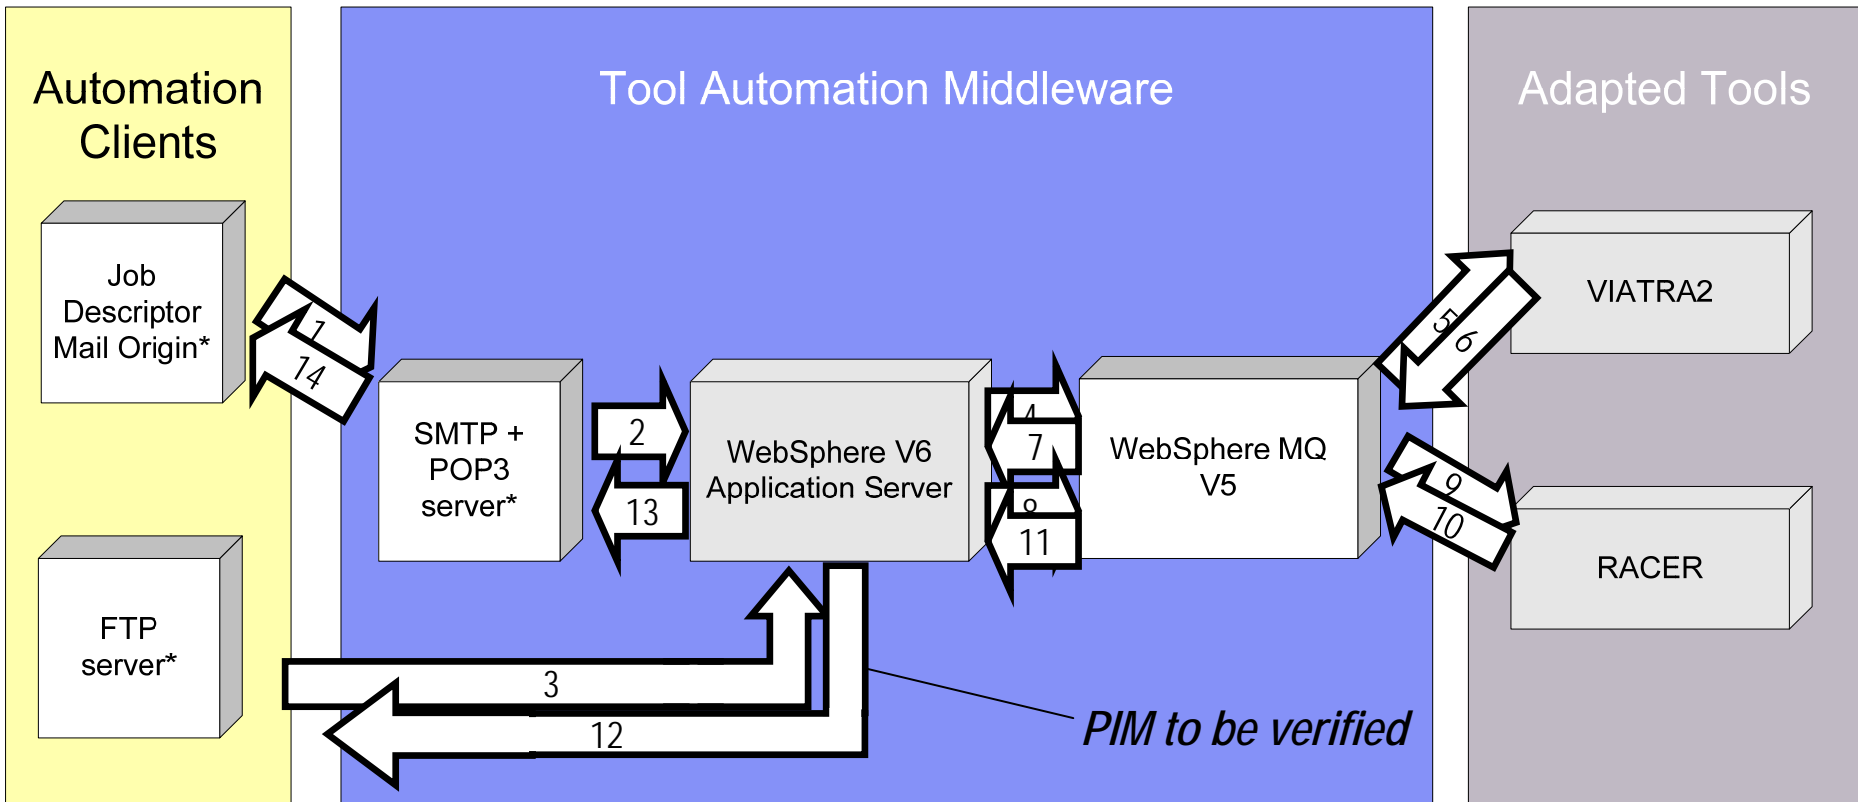 Automation
Clients
Tool Automation Middleware
Adapted Tools
Job
Descriptor
Mail Origin*
1
14
SMTP +
POP3
server*
2
13
WebSphere V6
Application Server
4
7
8
11
WebSphere MQ
V5
5
6
9
10
VIATRA2
RACER
FTP
server*
3
12
PIM to be verified